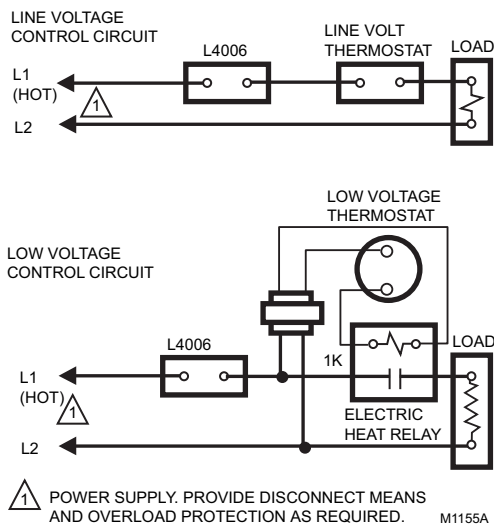 LINE VOLTAGE
CONTROL CIRCUIT
L4006
LINE VOLT
THERMOSTAT
LOAD
L1
(HOT)
1
L2
LOW VOLTAGE
THERMOSTAT
LOW VOLTAGE
CONTROL CIRCUIT
L4006
1K
LOAD
L1
(HOT)
1
ELECTRIC
HEAT RELAY
L2
1 POWER SUPPLY. PROVIDE DISCONNECT MEANS
AND OVERLOAD PROTECTION AS REQUIRED.
M1155A